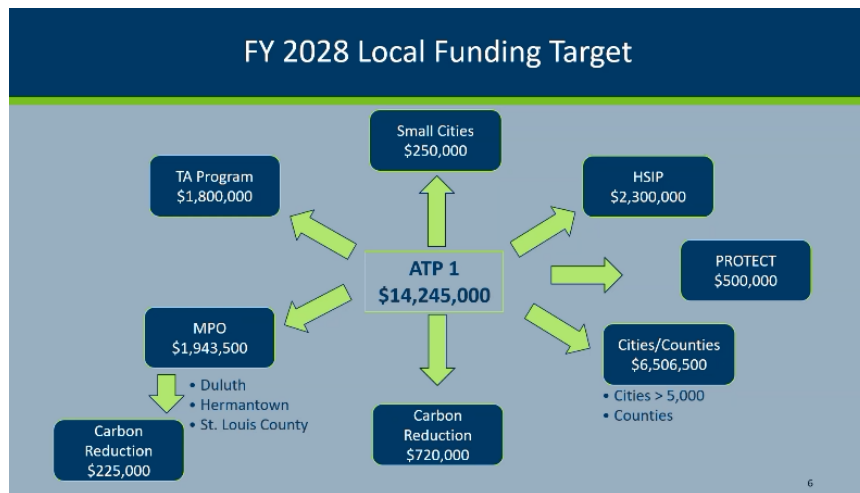 FY 2028 Local Funding Target
Small Cities
$250,000
TA Program
$1,800,000
HSIP
$2,300,000
ATP 1
$14,245,000
PROTECT
$500,000
MPO
$1,943,500
Cities/Counties
$6,506,500
• Duluth
• Hermantown
• St. Louis County
• Cities > 5,000
• Counties
Carbon
Reduction
$225,000
Carbon
Reduction
$720,000
6